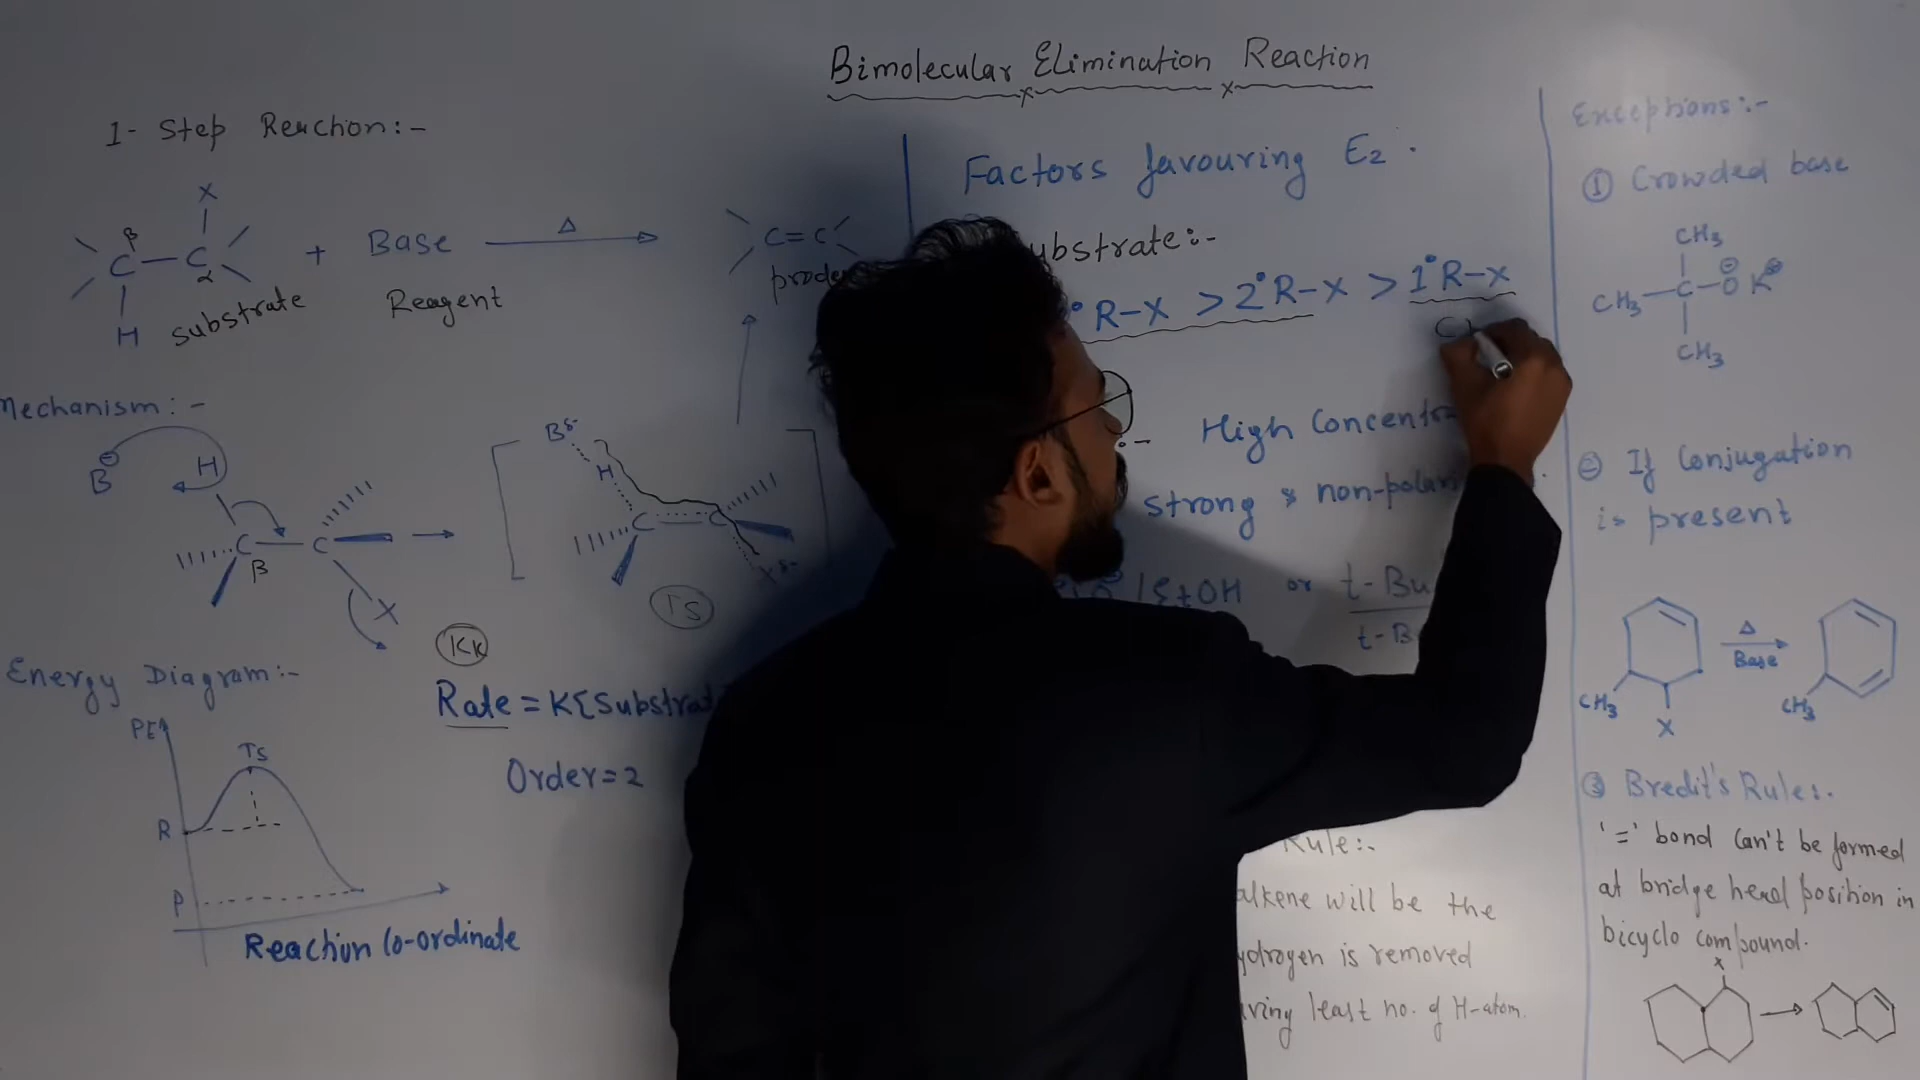 Bimolecular Elimination Reaction
1- Step Reaction:-
X
β
C - C
α
H
substrate
+
Base
Reagent
Δ
C=C
Mechanism:-
B⊖
H
C
β
C
X
Bδ-
H
C
C
TS
KK
Energy Diagram:-
PE
TS
R
P
Reaction Co-ordinate
Rate = K[Substrat
Order=2
Factors favouring E2:
ubstrate:-
R-X > 2°R-X > 1°R-X
High Concentra
strong & non-polar
/EtOH or t-Bu
t-B
Rule:-
alkene will be the
ydrogen is removed
ving least no. of H-atom.
Exceptions:-
① Crowded base
CH3
CH3-C-O⊖ K⊕
CH3
② If Conjugation
is present
Δ
Base
CH3
X
CH3
③ Bredit's Rule:.
'=' bond Can't be formed
at bridge head position in
bicyclo compound.
X